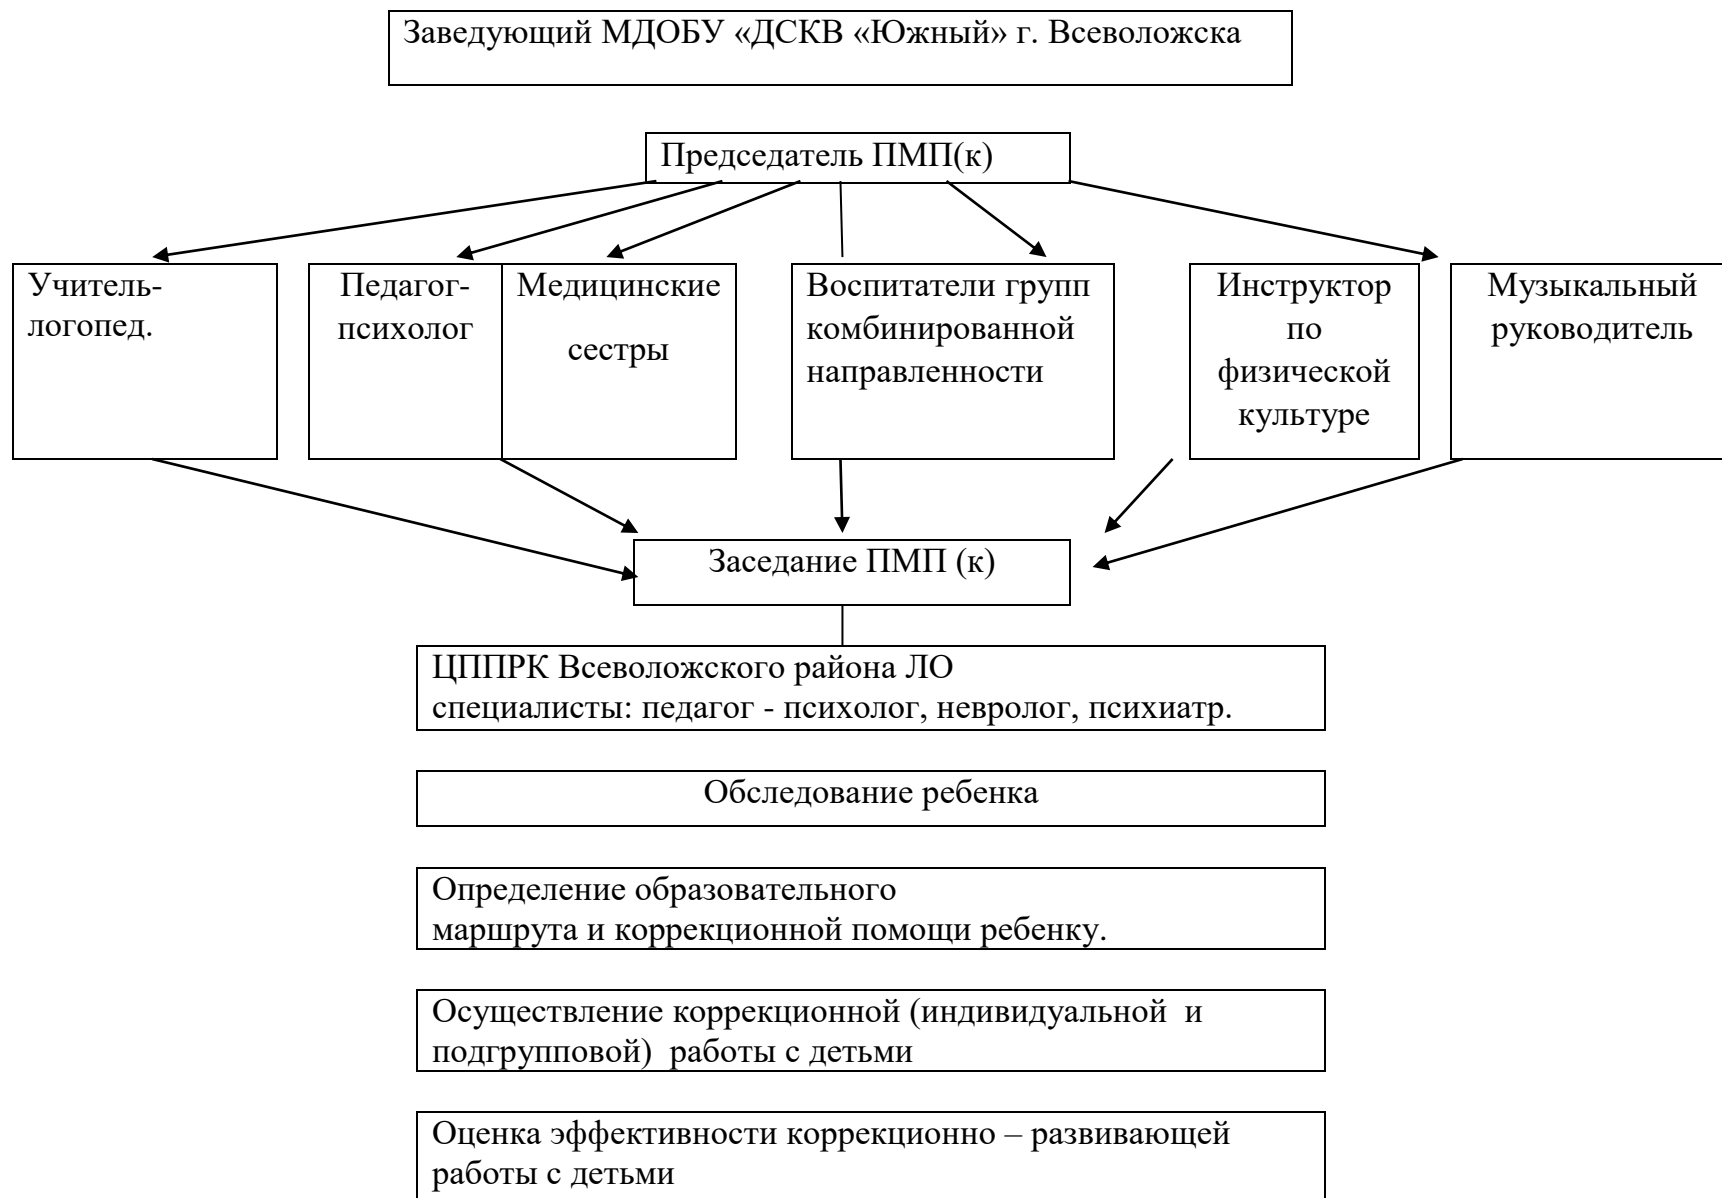 Заведующий МДОБУ «ДСКВ «Южный» г. Всеволожска
Председатель ПМП(к)
Учитель-
логопед.
Педагог-
психолог
Медицинские
сестры
Воспитатели групп
комбинированной
направленности
Инструктор
по
физической
культуре
Музыкальный
руководитель
Заседание ПМП (к)
ЦППРК Всеволожского района ЛО
специалисты: педагог - психолог, невролог, психиатр.
Обследование ребенка
Определение образовательного
маршрута и коррекционной помощи ребенку.
Осуществление коррекционной (индивидуальной  и
подгрупповой)  работы с детьми
Оценка эффективности коррекционно – развивающей
работы с детьми